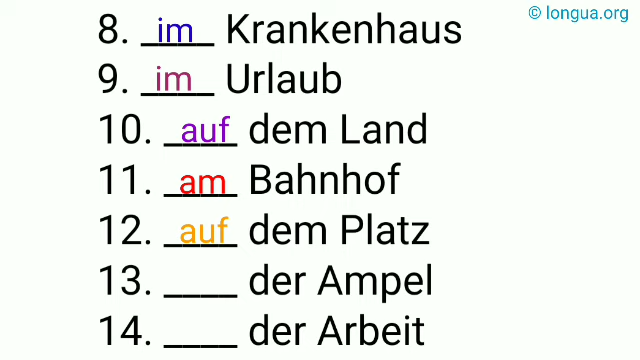 © longua.org
8. im Krankenhaus
9. im Urlaub
10. auf dem Land
11. am Bahnhof
12. auf dem Platz
13. ____ der Ampel
14. ____ der Arbeit